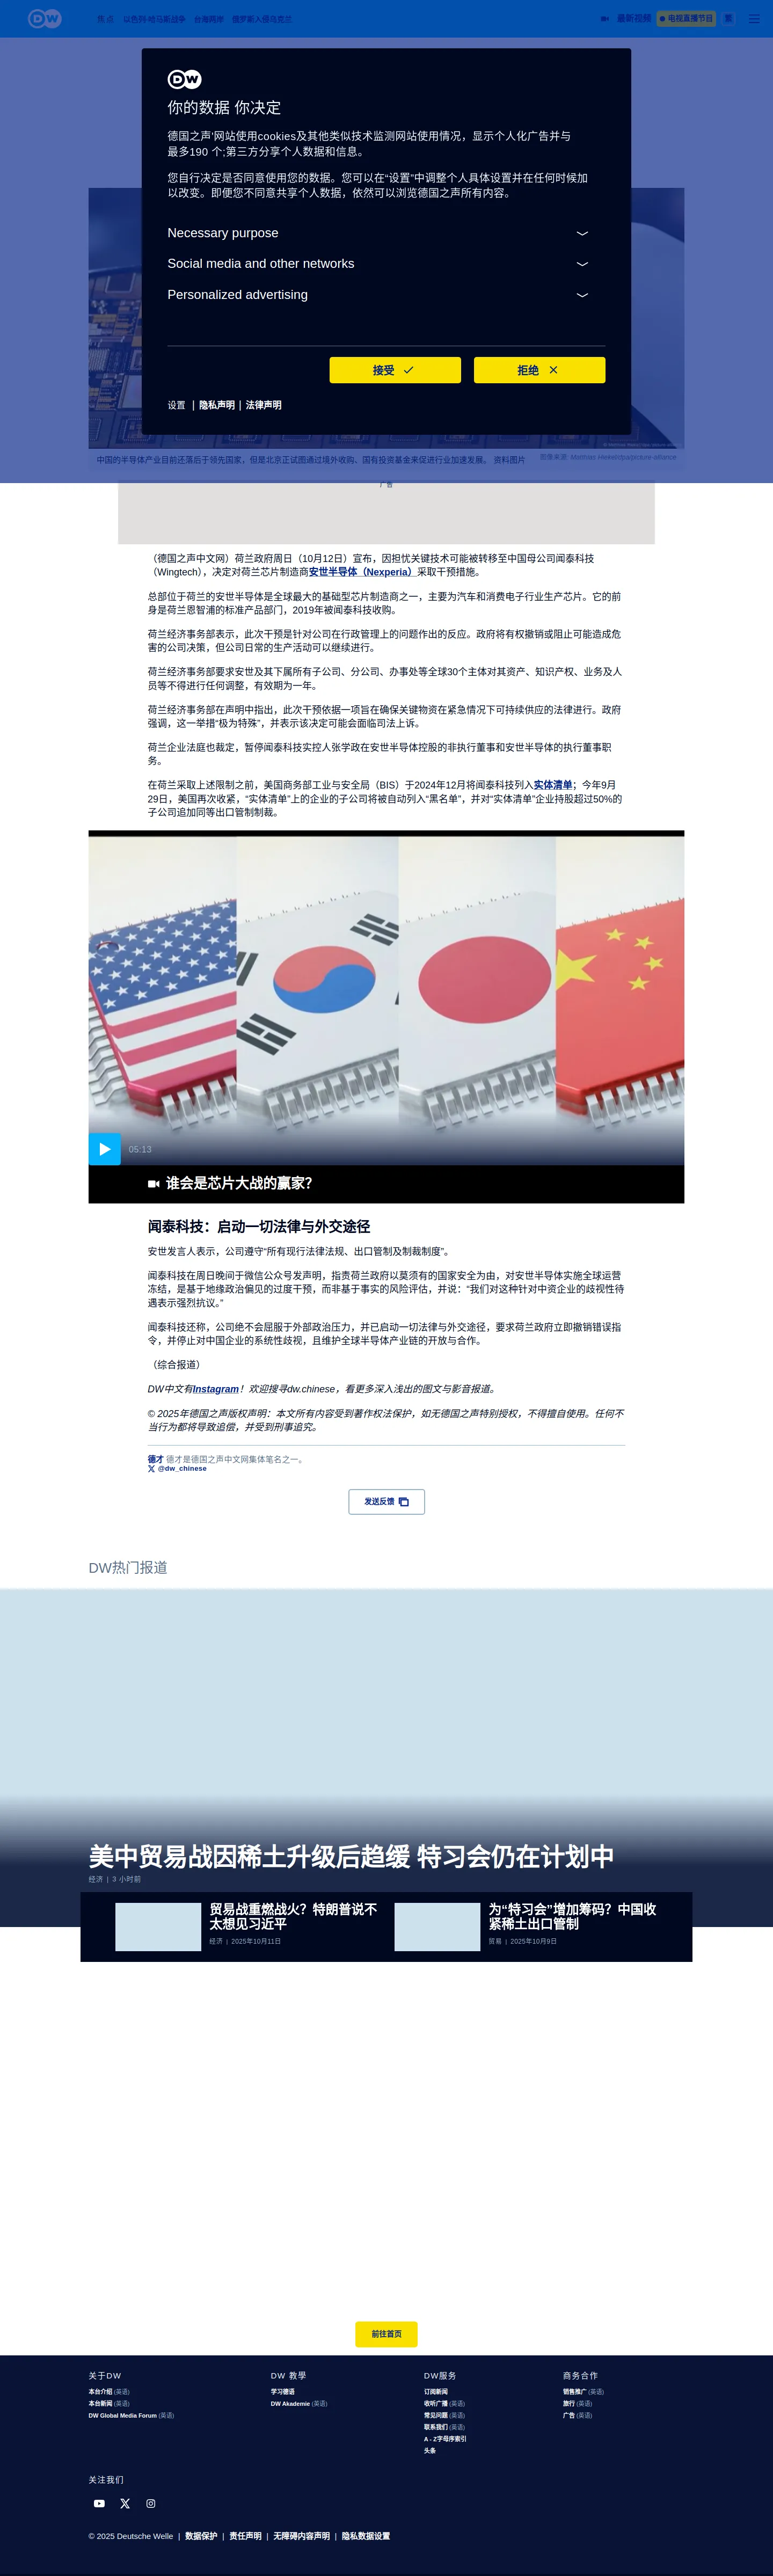 DW
焦点
以色列-哈马斯战争
台海两岸
俄罗斯入侵乌克兰
最新视频
电视直播节目
繁
DW
你的数据 你决定
德国之声'网站使用cookies及其他类似技术监测网站使用情况，显示个人化广告并与
最多190 个;第三方分享个人数据和信息。
您自行决定是否同意使用您的数据。您可以在“设置”中调整个人具体设置并在任何时候加
以改变。即便您不同意共享个人数据，依然可以浏览德国之声所有内容。
Necessary purpose
Social media and other networks
Personalized advertising
接受
拒绝
设置 | 隐私声明 | 法律声明
中国的半导体产业目前还落后于领先国家，但是北京正试图通过境外收购、国有投资基金来促进行业加速发展。 资料图片
图像来源: Matthias Merkel/dpa/picture-alliance
广告
（德国之声中文网）荷兰政府周日（10月12日）宣布，因担忧关键技术可能被转移至中国母公司闻泰科技
（Wingtech），决定对荷兰芯片制造商安世半导体（Nexperia）采取干预措施。
总部位于荷兰的安世半导体是全球最大的基础型芯片制造商之一，主要为汽车和消费电子行业生产芯片。它的前
身是荷兰恩智浦的标准产品部门，2019年被闻泰科技收购。
荷兰经济事务部表示，此次干预是针对公司在行政管理上的问题作出的反应。政府将有权撤销或阻止可能造成危
害的公司决策，但公司日常的生产活动可以继续进行。
荷兰经济事务部要求安世及其下属所有子公司、分公司、办事处等全球30个主体对其资产、知识产权、业务及人
员等不得进行任何调整，有效期为一年。
荷兰经济事务部在声明中指出，此次干预依据一项旨在确保关键物资在紧急情况下可持续供应的法律进行。政府
强调，这一举措“极为特殊”，并表示该决定可能会面临司法上诉。
荷兰企业法庭也裁定，暂停闻泰科技实控人张学政在安世半导体控股的非执行董事和安世半导体的执行董事职
务。
在荷兰采取上述限制之前，美国商务部工业与安全局（BIS）于2024年12月将闻泰科技列入实体清单；今年9月
29日，美国再次收紧，“实体清单”上的企业的子公司将被自动列入“黑名单”，并对“实体清单”企业持股超过50%的
子公司追加同等出口管制制裁。
05:13
谁会是芯片大战的赢家？
闻泰科技：启动一切法律与外交途径
安世发言人表示，公司遵守“所有现行法律法规、出口管制及制裁制度”。
闻泰科技在周日晚间于微信公众号发声明，指责荷兰政府以莫须有的国家安全为由，对安世半导体实施全球运营
冻结，是基于地缘政治偏见的过度干预，而非基于事实的风险评估，并说：“我们对这种针对中资企业的歧视性待
遇表示强烈抗议。”
闻泰科技还称，公司绝不会屈服于外部政治压力，并已启动一切法律与外交途径，要求荷兰政府立即撤销错误指
令，并停止对中国企业的系统性歧视，且维护全球半导体产业链的开放与合作。
（综合报道）
DW中文有Instagram！欢迎搜寻dw.chinese，看更多深入浅出的图文与影音报道。
© 2025年德国之声版权声明：本文所有内容受到著作权法保护，如无德国之声特别授权，不得擅自使用。任何不
当行为都将导致追偿，并受到刑事追究。
德才 德才是德国之声中文网集体笔名之一。
@dw_chinese
发送反馈
DW热门报道
美中贸易战因稀土升级后趋缓 特习会仍在计划中
经济 | 3 小时前
贸易战重燃战火？特朗普说不
太想见习近平
经济 | 2025年10月11日
为“特习会”增加筹码？中国收
紧稀土出口管制
贸易 | 2025年10月9日
前往首页
关于DW
本台介绍 (英语)
本台新闻 (英语)
DW Global Media Forum (英语)
DW 教學
学习德语
DW Akademie (英语)
DW服务
订阅新闻
收听广播 (英语)
常见问题 (英语)
联系我们 (英语)
A - Z字母序索引
头条
商务合作
销售推广 (英语)
旅行 (英语)
广告 (英语)
关注我们
© 2025 Deutsche Welle | 数据保护 | 责任声明 | 无障碍内容声明 | 隐私数据设置